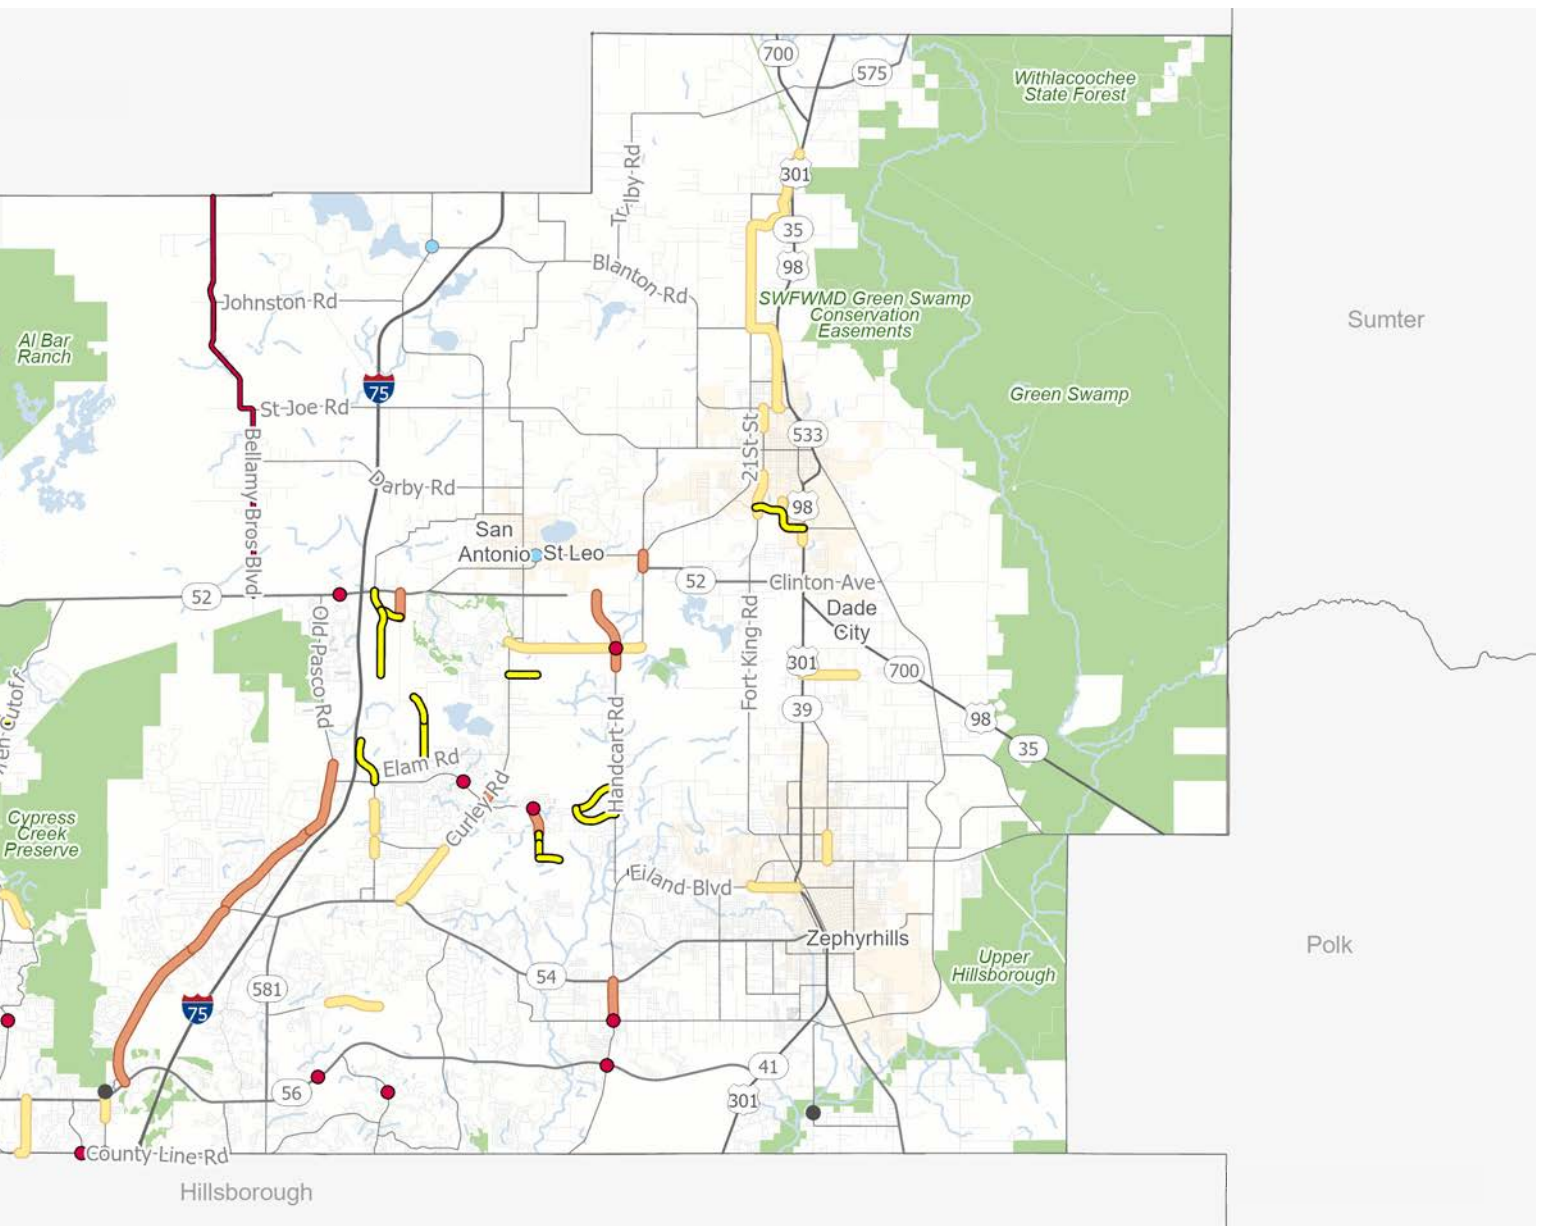 700
575
Withlacoochee
State Forest
Trilby-Rd
301
35
98
Blanton-Rd
Johnston-Rd
SWFWMD Green Swamp
Conservation
Easements
Sumter
Al Bar
Ranch
75
Green Swamp
St-Joe-Rd
533
21St-St
Bellamy-Bros-Blvd
Darby-Rd
98
San
Antonio
St-Leo
52
52
Clinton-Ave
Dade
City
Old-Pasco-Rd
Fort-King-Rd
301
700
39
98
35
Handcart-Rd
Elam Rd
Curley-Rd
Cypress
Creek
Preserve
Eiland-Blvd
Zephyrhills
Polk
Upper
Hillsborough
54
581
75
41
56
301
County-Line-Rd
Hillsborough